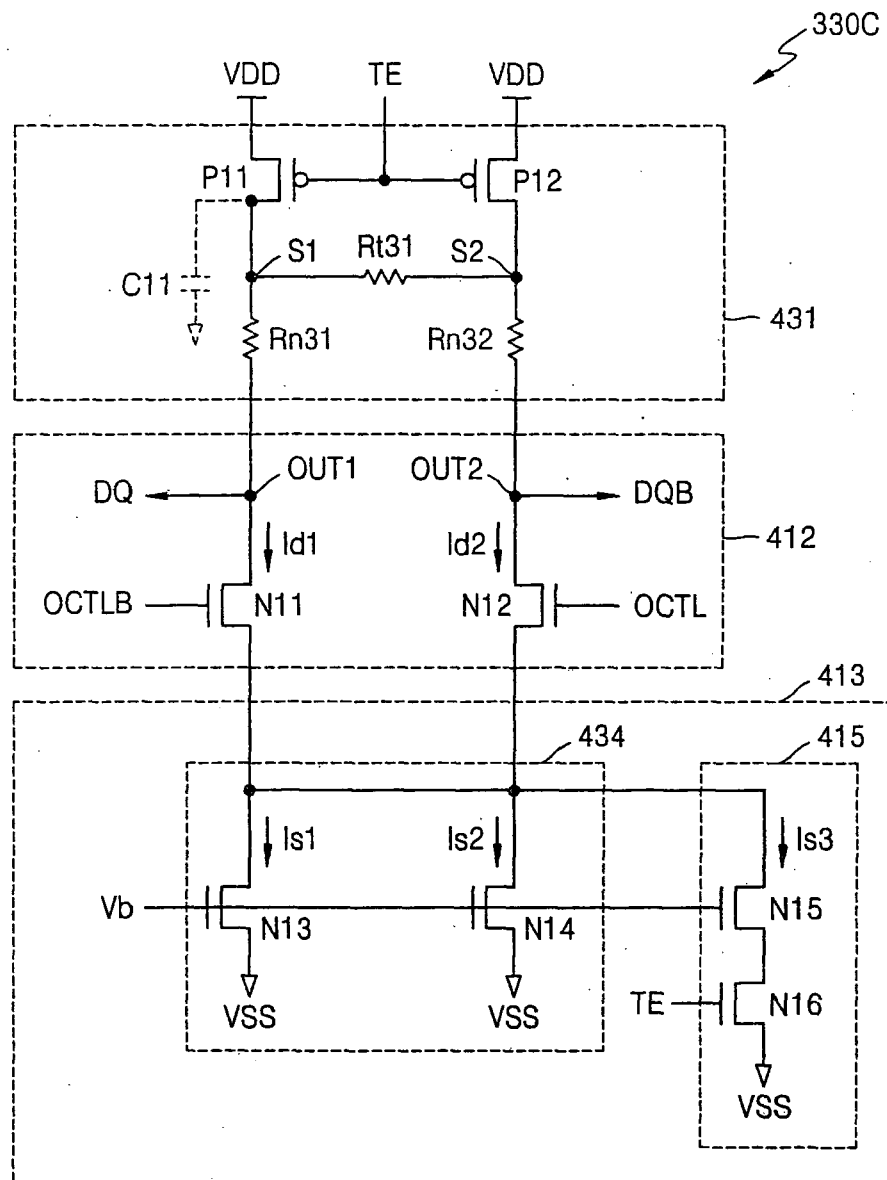 330C
VDD TE VDD
P11 P12
S1 Rt31 S2
C11
Rn31 Rn32 431
OUT1 OUT2
DQ DQB
Id1 Id2 412
OCTLB N11 N12 OCTL
413
434 415
Is1 Is2 Is3
Vb N13 N14 N15
TE N16
VSS VSS
VSS